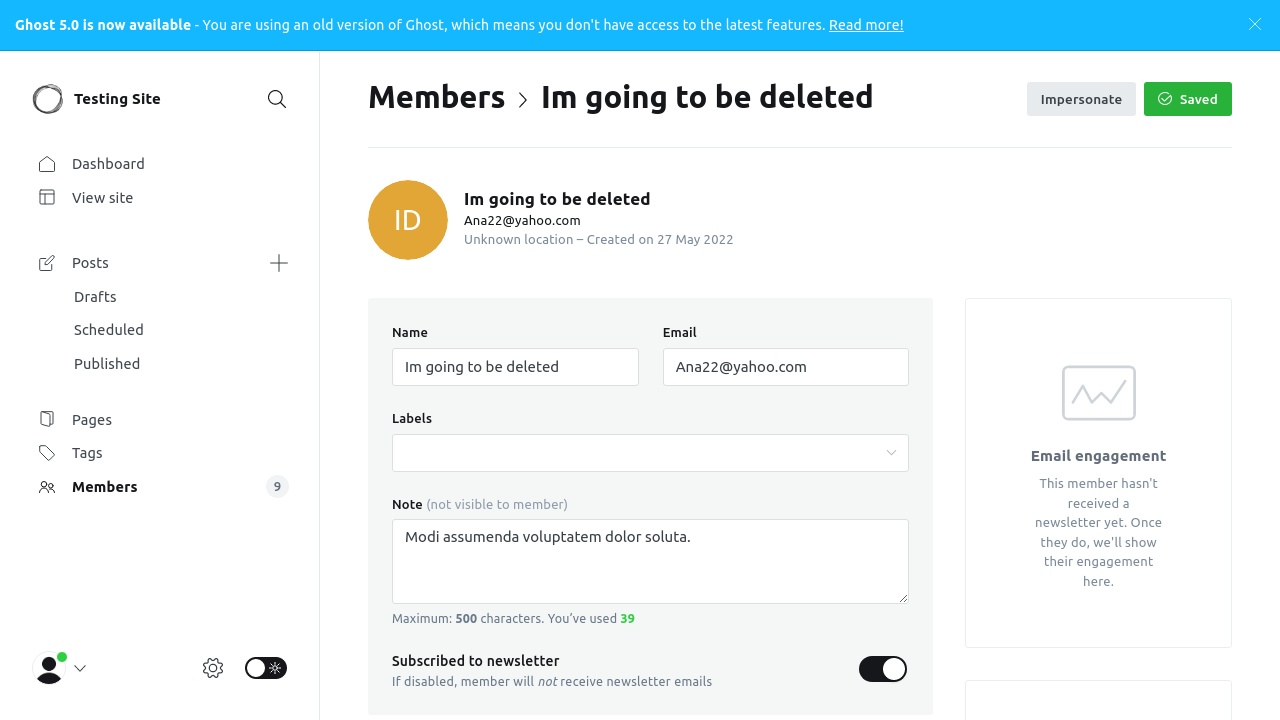 Ghost 5.0 is now available - You are using an old version of Ghost, which means you don't have access to the latest features. Read more!
Testing Site
Dashboard
View site
Posts
Drafts
Scheduled
Published
Pages
Tags
Members
9
Members
Im going to be deleted
Impersonate
Saved
ID
Im going to be deleted
Ana22@yahoo.com
Unknown location – Created on 27 May 2022
Name
Im going to be deleted
Email
Ana22@yahoo.com
Labels
Note (not visible to member)
Modi assumenda voluptatem dolor soluta.
Maximum: 500 characters. You’ve used 39
Subscribed to newsletter
If disabled, member will not receive newsletter emails
Email engagement
This member hasn't
received a
newsletter yet. Once
they do, we'll show
their engagement
here.